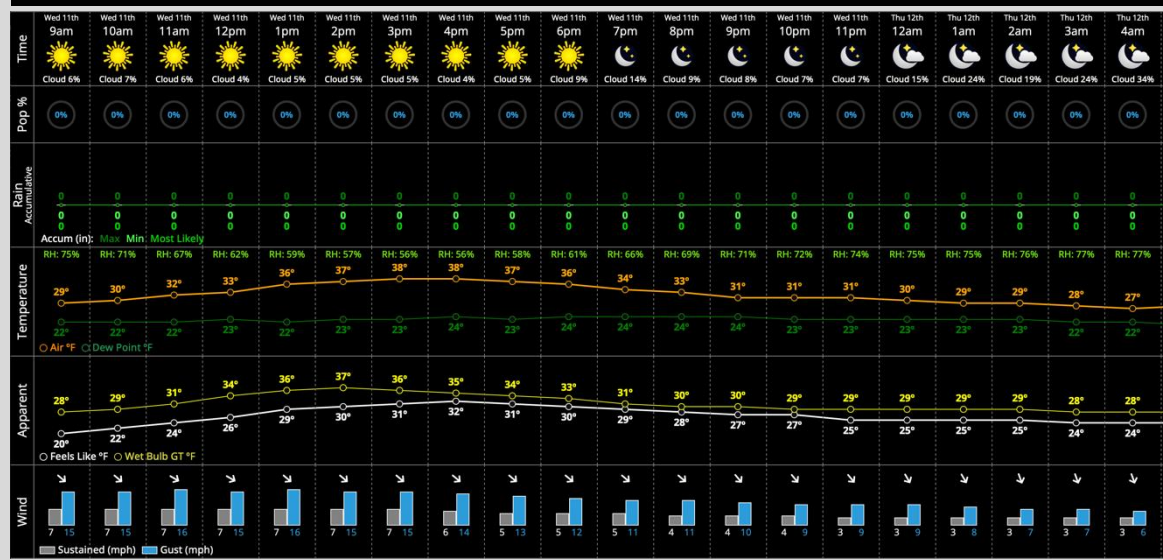 Wed 11th Wed 11th Wed 11th Wed 11th Wed 11th Wed 11th Wed 11th Wed 11th Wed 11th Wed 11th Wed 11th Wed 11th Wed 11th Wed 11th Wed 11th Thu 12th Thu 12th Thu 12th Thu 12th Thu 12th
Time 9am 10am 11am 12pm 1pm 2pm 3pm 4pm 5pm 6pm 7pm 8pm 9pm 10pm 11pm 12am 1am 2am 3am 4am
Cloud 6% Cloud 7% Cloud 6% Cloud 4% Cloud 5% Cloud 5% Cloud 5% Cloud 4% Cloud 5% Cloud 9% Cloud 14% Cloud 9% Cloud 8% Cloud 7% Cloud 7% Cloud 15% Cloud 24% Cloud 19% Cloud 24% Cloud 34%
Pop % 0% 0% 0% 0% 0% 0% 0% 0% 0% 0% 0% 0% 0% 0% 0% 0% 0% 0% 0% 0%
Rain Accumulative
0 0 0 0 0 0 0 0 0 0 0 0 0 0 0 0 0 0 0 0
0 0 0 0 0 0 0 0 0 0 0 0 0 0 0 0 0 0 0 0
0 0 0 0 0 0 0 0 0 0 0 0 0 0 0 0 0 0 0 0
Accum (in): Max Min Most Likely
Temperature
RH: 75% RH: 71% RH: 67% RH: 62% RH: 59% RH: 57% RH: 56% RH: 56% RH: 58% RH: 61% RH: 66% RH: 69% RH: 71% RH: 72% RH: 74% RH: 75% RH: 75% RH: 76% RH: 77% RH: 77%
29° 30° 32° 33° 36° 37° 38° 38° 37° 36° 34° 33° 31° 31° 31° 30° 29° 29° 28° 27°
22° 22° 22° 23° 22° 23° 23° 24° 23° 24° 24° 24° 24° 23° 23° 23° 23° 23° 22° 22°
Air °F Dew Point °F
Apparent
28° 29° 31° 34° 36° 37° 36° 35° 34° 33° 31° 30° 30° 29° 29° 29° 29° 29° 28° 28°
20° 22° 24° 26° 29° 30° 31° 32° 31° 30° 29° 28° 27° 27° 25° 25° 25° 25° 24° 24°
Feels Like °F Wet Bulb GT °F
Wind
7 15 7 15 7 16 7 15 7 16 7 15 7 15 6 14 5 13 5 12 5 11 4 11 4 10 4 9 3 9 3 9 3 8 3 7 3 7 3 6
Sustained (mph) Gust (mph)